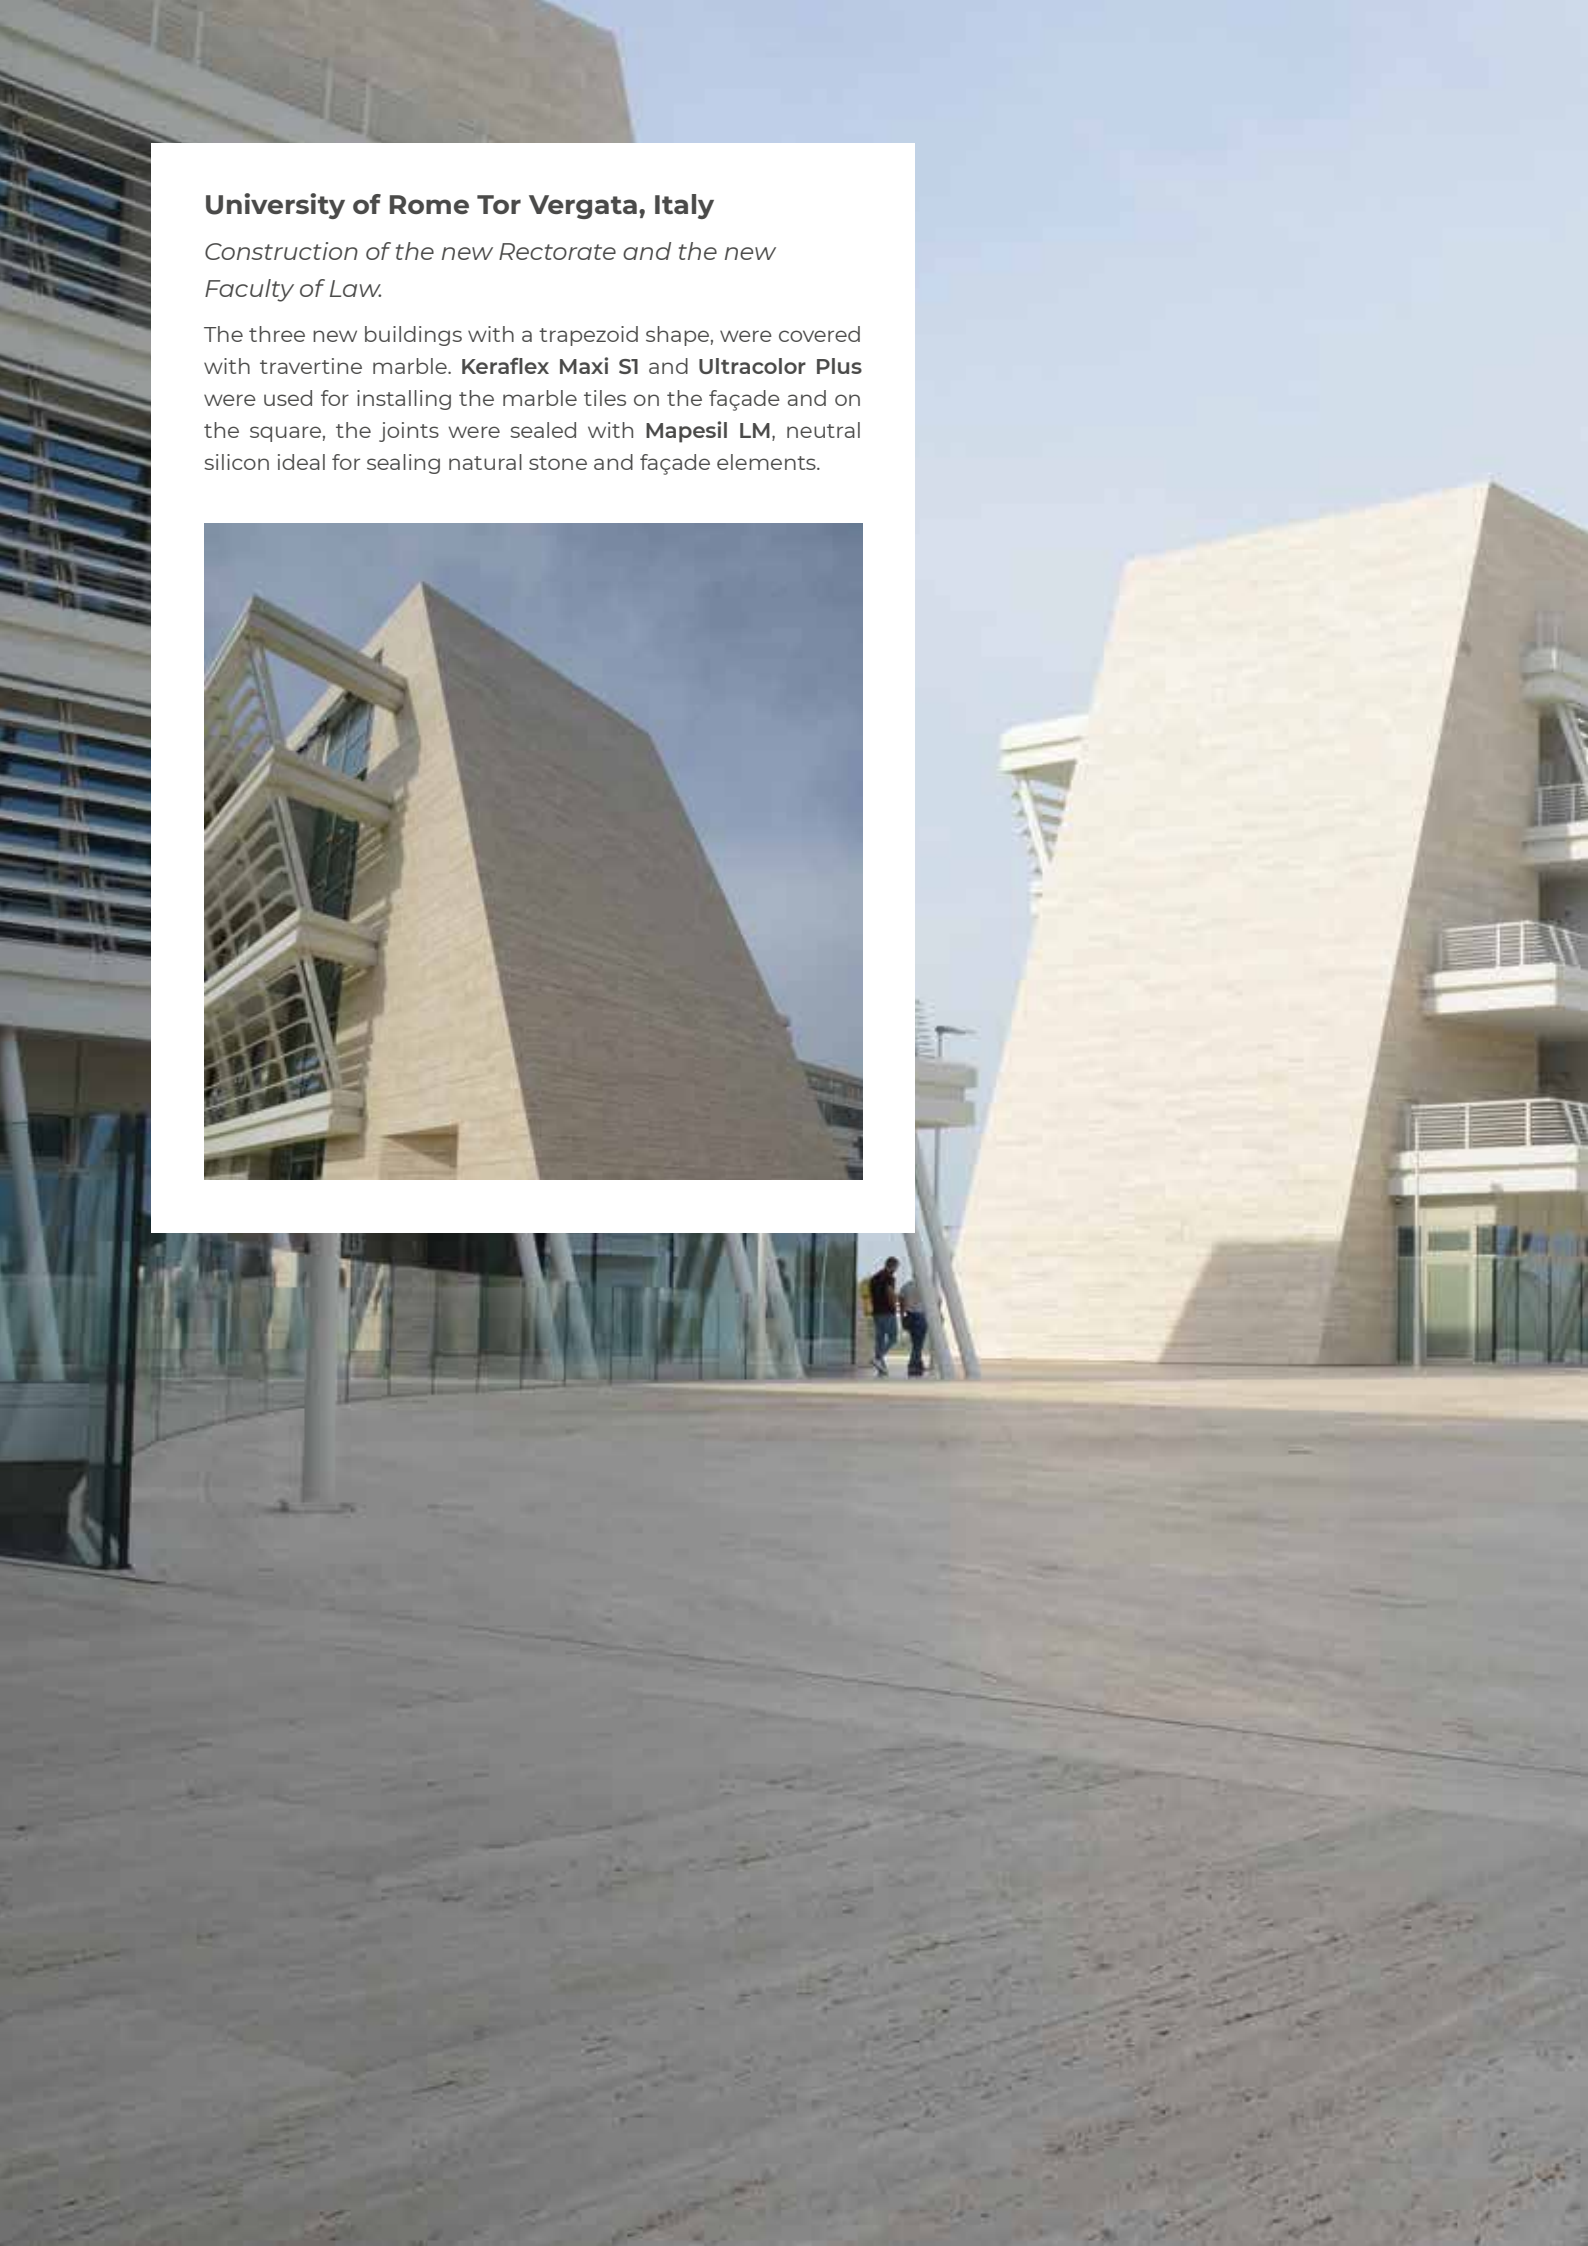 University of Rome Tor Vergata, Italy
Construction of the new Rectorate and the new
Faculty of Law.
The three new buildings with a trapezoid shape, were covered
with travertine marble. Keraflex Maxi S1 and Ultracolor Plus
were used for installing the marble tiles on the façade and on
the square, the joints were sealed with Mapesil LM, neutral
silicon ideal for sealing natural stone and façade elements.